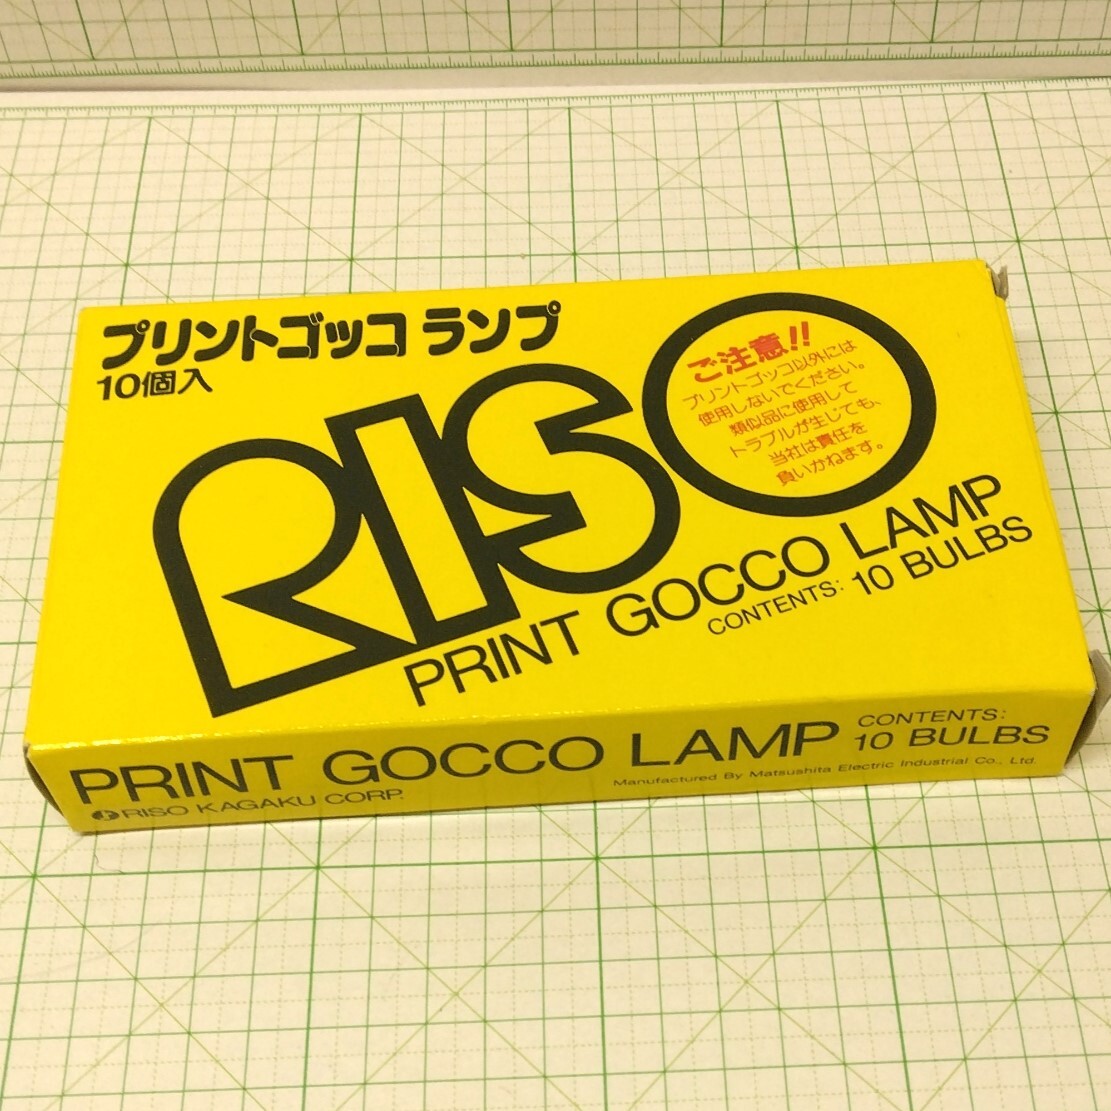 プリントゴッコ ランプ
10個入
RISO
ご注意!!
プリントゴッコ以外には
使用しないでください。
類似品に使用して
トラブルが生じても、
当社は責任を
負いかねます。
PRINT GOCCO LAMP
CONTENTS: 10 BULBS
PRINT GOCCO LAMP
CONTENTS:
10 BULBS
RISO KAGAKU CORP.
Manufactured By Matsushita Electric Industrial Co., Ltd.